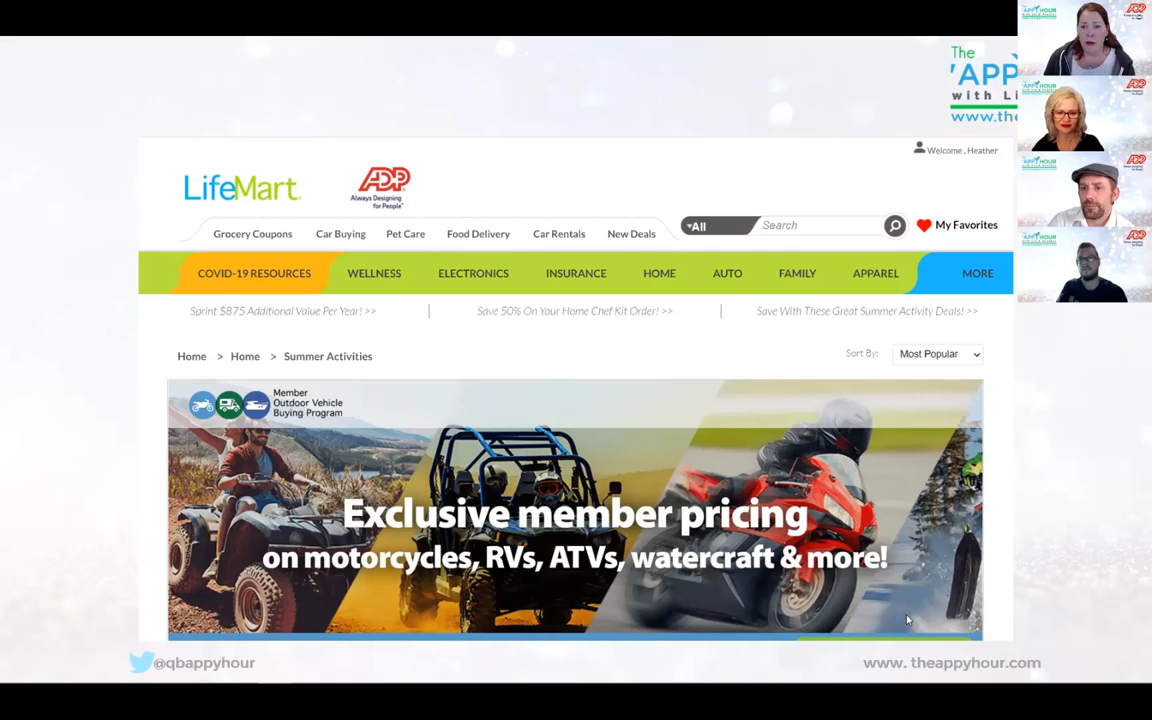 The
'APP
with Li
www.the
Welcome , Heather
LifeMart
ADP
Always Designing
for People
Grocery Coupons Car Buying Pet Care Food Delivery Car Rentals New Deals
All Search My Favorites
COVID-19 RESOURCES WELLNESS ELECTRONICS INSURANCE HOME AUTO FAMILY APPAREL MORE
Sprint $875 Additional Value Per Year! >> Save 50% On Your Home Chef Kit Order! >> Save With These Great Summer Activity Deals! >>
Home > Home > Summer Activities Sort By: Most Popular
Member
Outdoor Vehicle
Buying Program
Exclusive member pricing
on motorcycles, RVs, ATVs, watercraft & more!
@qbappyhour www. theappyhour.com